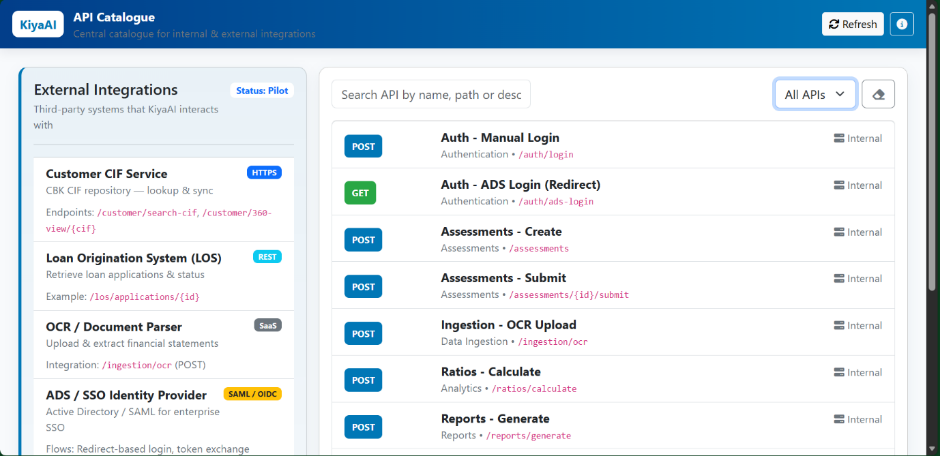 KiyaAI
API Catalogue
Central catalogue for internal & external integrations
Refresh
External Integrations
Status: Pilot
Third-party systems that KiyaAI interacts
with
Customer CIF Service
HTTPS
CBK CIF repository — lookup & sync
Endpoints: /customer/search-cif, /customer/360-
view/{cif}
Loan Origination System (LOS)
REST
Retrieve loan applications & status
Example: /los/applications/{id}
OCR / Document Parser
SaaS
Upload & extract financial statements
Integration: /ingestion/ocr (POST)
ADS / SSO Identity Provider
SAML / OIDC
Active Directory / SAML for enterprise
SSO
Flows: Redirect-based login, token exchange
Search API by name, path or desc
All APIs
POST
Auth - Manual Login
Internal
Authentication • /auth/login
GET
Auth - ADS Login (Redirect)
Internal
Authentication • /auth/ads-login
POST
Assessments - Create
Internal
Assessments • /assessments
POST
Assessments - Submit
Internal
Assessments • /assessments/{id}/submit
POST
Ingestion - OCR Upload
Internal
Data Ingestion • /ingestion/ocr
POST
Ratios - Calculate
Internal
Analytics • /ratios/calculate
POST
Reports - Generate
Internal
Reports • /reports/generate